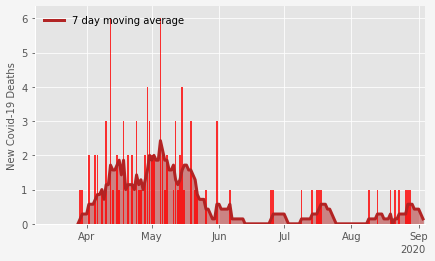 7 day moving average
New Covid-19 Deaths
6
5
4
3
2
1
0
Apr
May
Jun
Jul
Aug
Sep
2020